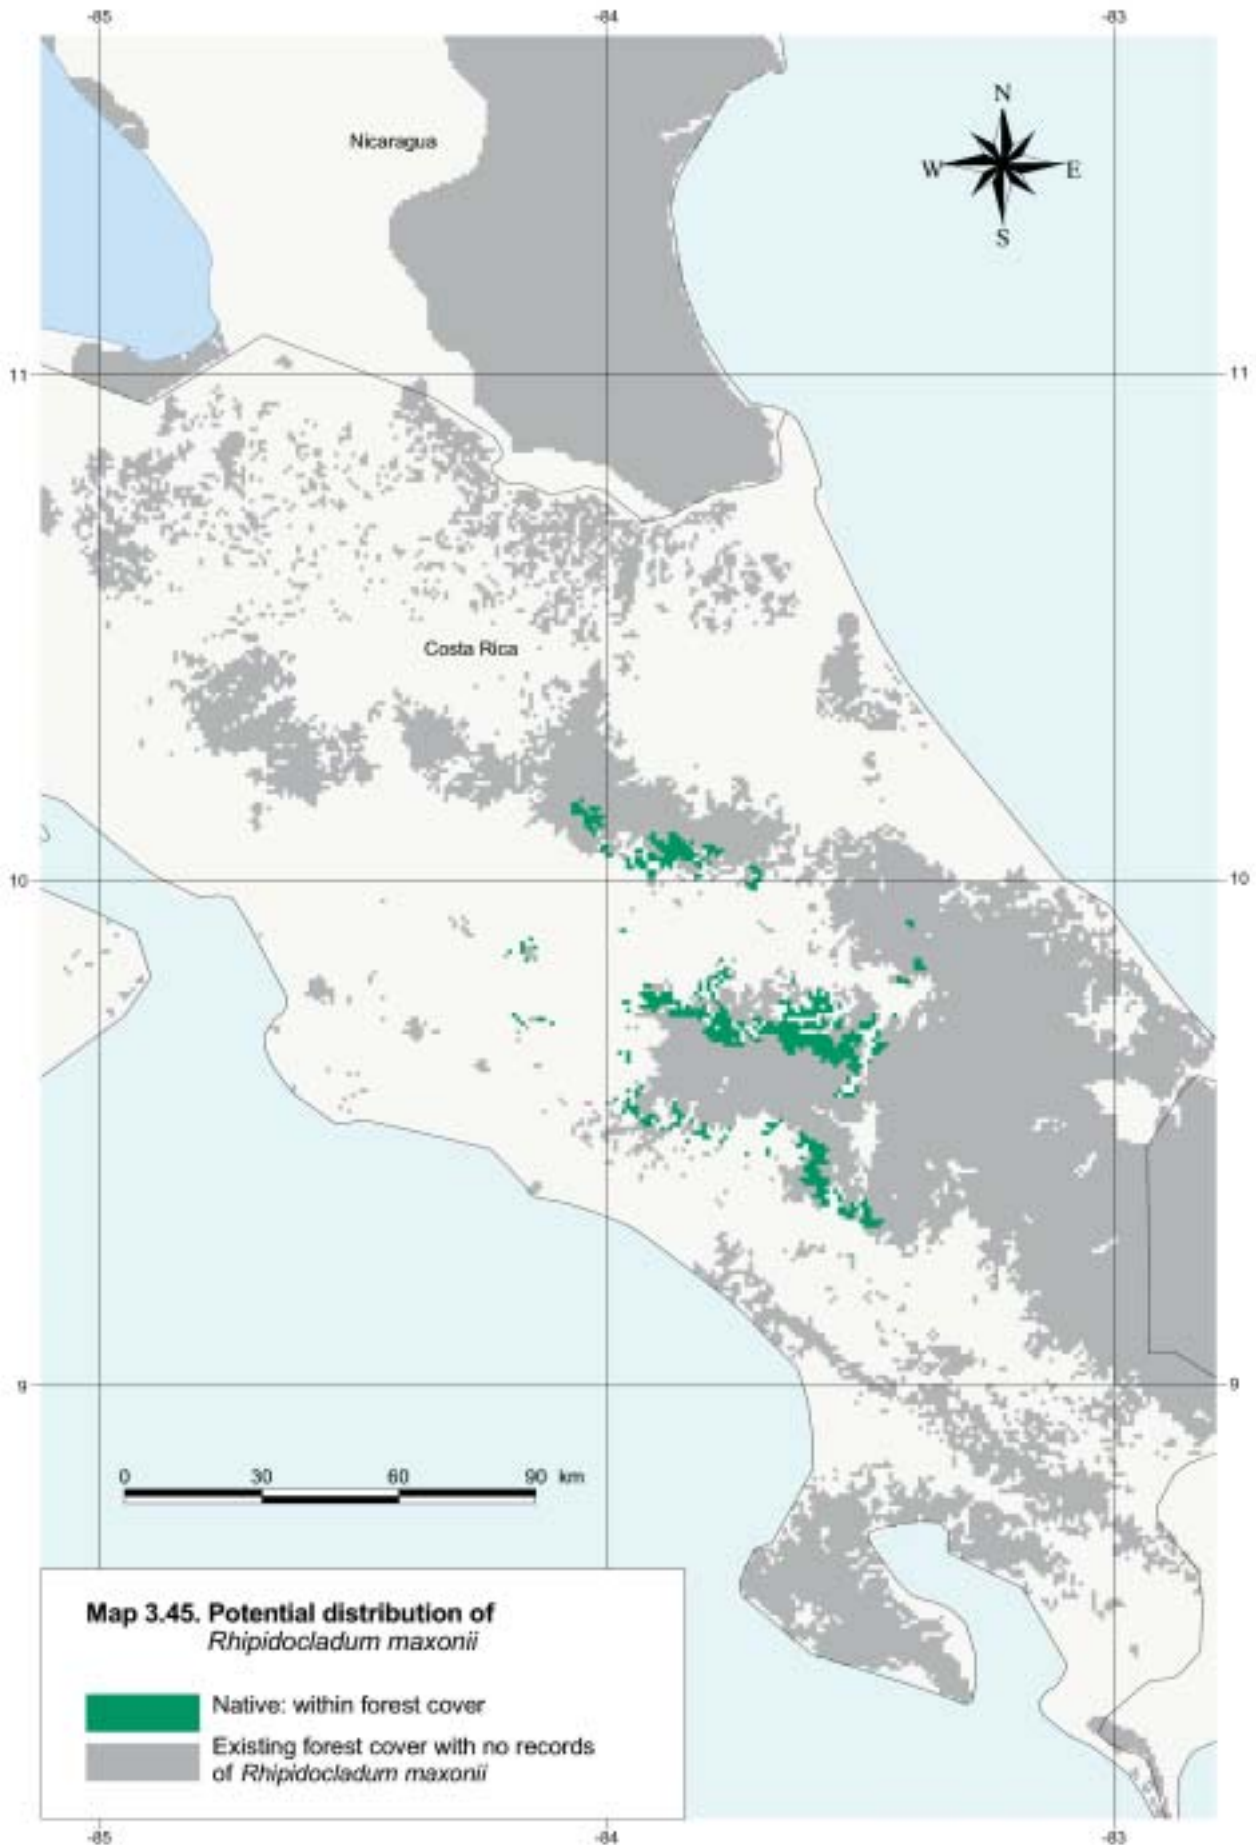 -85 -84 -83
N
Nicaragua
W E
S
11 11
Costa Rica
10 10
9 9
0 30 60 90 km
Map 3.45. Potential distribution of
Rhipidocladum maxonii
Native: within forest cover
Existing forest cover with no records
of Rhipidocladum maxonii
-85 -84 -83